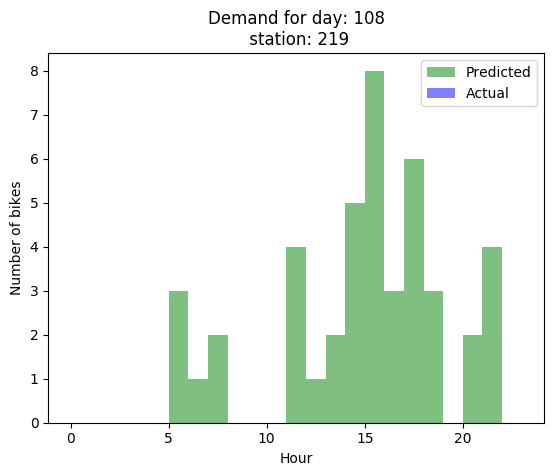 Demand for day: 108
station: 219
Predicted
Actual
8
7
6
5
4
3
2
1
0
Number of bikes
0 5 10 15 20
Hour